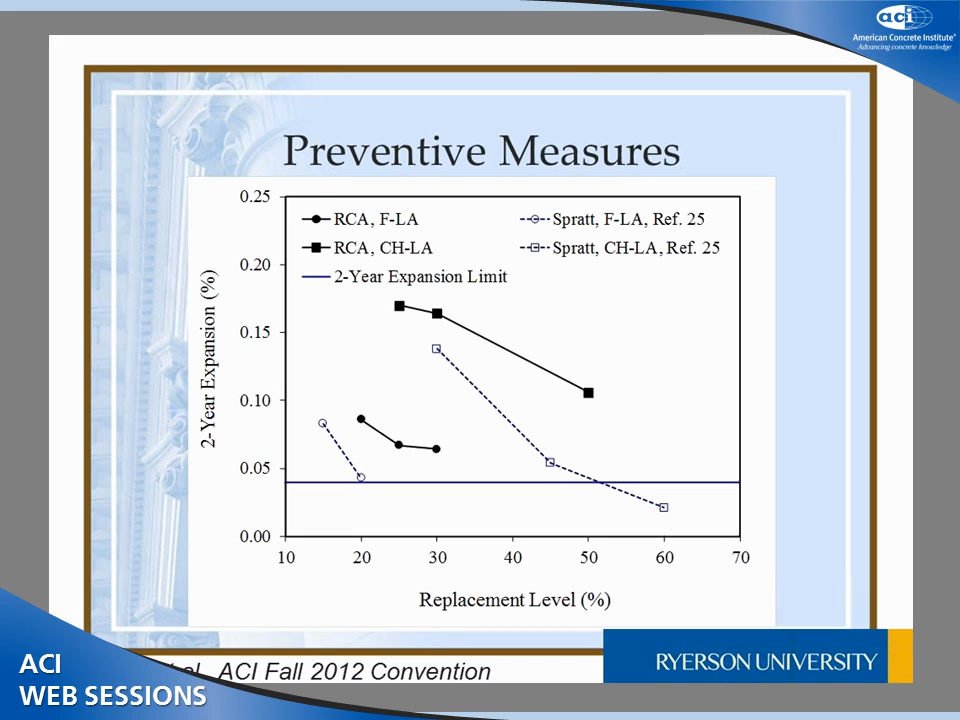 aci
American Concrete Institute®
Advancing concrete knowledge
Preventive Measures
0.25
0.20
0.15
0.10
0.05
0.00
2-Year Expansion (%)
RCA, F-LA
RCA, CH-LA
2-Year Expansion Limit
Spratt, F-LA, Ref. 25
Spratt, CH-LA, Ref. 25
10 20 30 40 50 60 70
Replacement Level (%)
ACI Fall 2012 Convention
RYERSON UNIVERSITY
ACI
WEB SESSIONS